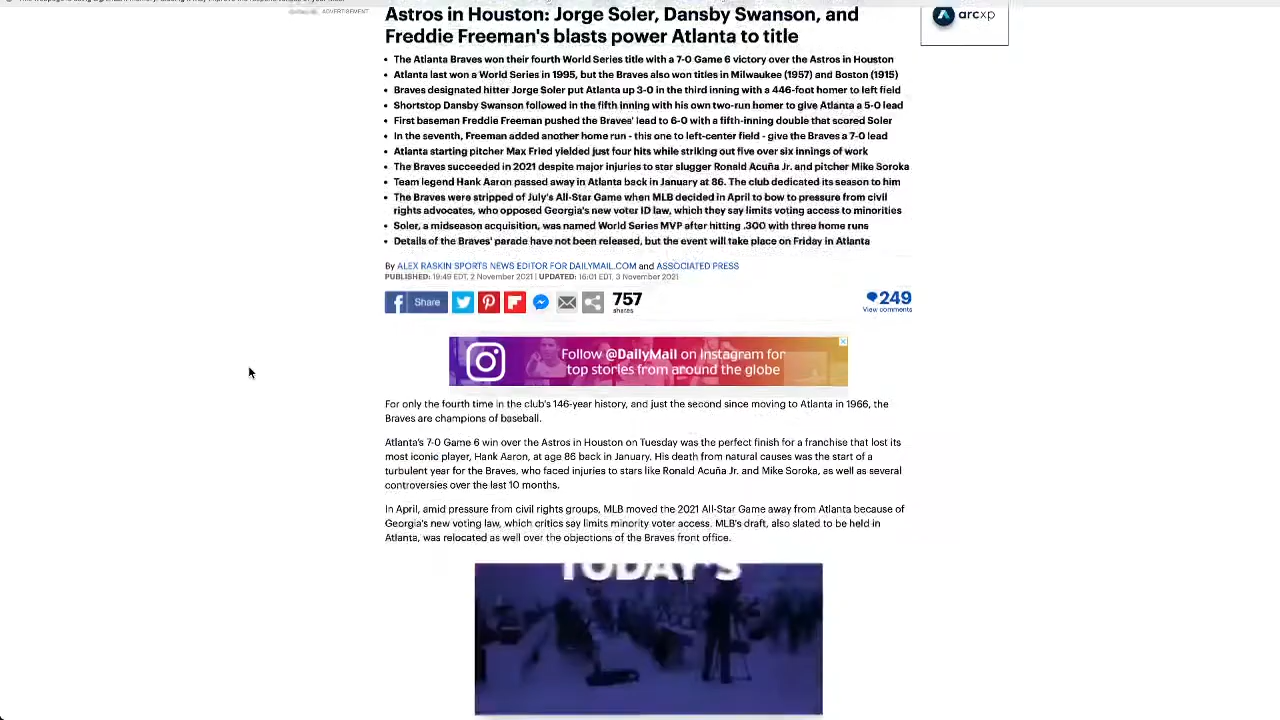 ADVERTISEMENT
arcxp
Astros in Houston: Jorge Soler, Dansby Swanson, and
Freddie Freeman's blasts power Atlanta to title
• The Atlanta Braves won their fourth World Series title with a 7-0 Game 6 victory over the Astros in Houston
• Atlanta last won a World Series in 1995, but the Braves also won titles in Milwaukee (1957) and Boston (1915)
• Braves designated hitter Jorge Soler put Atlanta up 3-0 in the third inning with a 446-foot homer to left field
• Shortstop Dansby Swanson followed in the fifth inning with his own two-run homer to give Atlanta a 5-0 lead
• First baseman Freddie Freeman pushed the Braves' lead to 6-0 with a fifth-inning double that scored Soler
• In the seventh, Freeman added another home run - this one to left-center field - give the Braves a 7-0 lead
• Atlanta starting pitcher Max Fried yielded just four hits while striking out five over six innings of work
• The Braves succeeded in 2021 despite major injuries to star slugger Ronald Acuña Jr. and pitcher Mike Soroka
• Team legend Hank Aaron passed away in Atlanta back in January at 86. The club dedicated its season to him
• The Braves were stripped of July's All-Star Game when MLB decided in April to bow to pressure from civil
rights advocates, who opposed Georgia's new voter ID law, which they say limits voting access to minorities
• Soler, a midseason acquisition, was named World Series MVP after hitting .300 with three home runs
• Details of the Braves' parade have not been released, but the event will take place on Friday in Atlanta
By ALEX RASKIN SPORTS NEWS EDITOR FOR DAILYMAIL.COM and ASSOCIATED PRESS
PUBLISHED: 19:49 EDT, 2 November 2021 | UPDATED: 16:01 EDT, 3 November 2021
Share
757
shares
249
View comments
Follow @DailyMail on Instagram for
top stories from around the globe
For only the fourth time in the club's 146-year history, and just the second since moving to Atlanta in 1966, the
Braves are champions of baseball.
Atlanta's 7-0 Game 6 win over the Astros in Houston on Tuesday was the perfect finish for a franchise that lost its
most iconic player, Hank Aaron, at age 86 back in January. His death from natural causes was the start of a
turbulent year for the Braves, who faced injuries to stars like Ronald Acuña Jr. and Mike Soroka, as well as several
controversies over the last 10 months.
In April, amid pressure from civil rights groups, MLB moved the 2021 All-Star Game away from Atlanta because of
Georgia's new voting law, which critics say limits minority voter access. MLB's draft, also slated to be held in
Atlanta, was relocated as well over the objections of the Braves front office.
TODAY'S